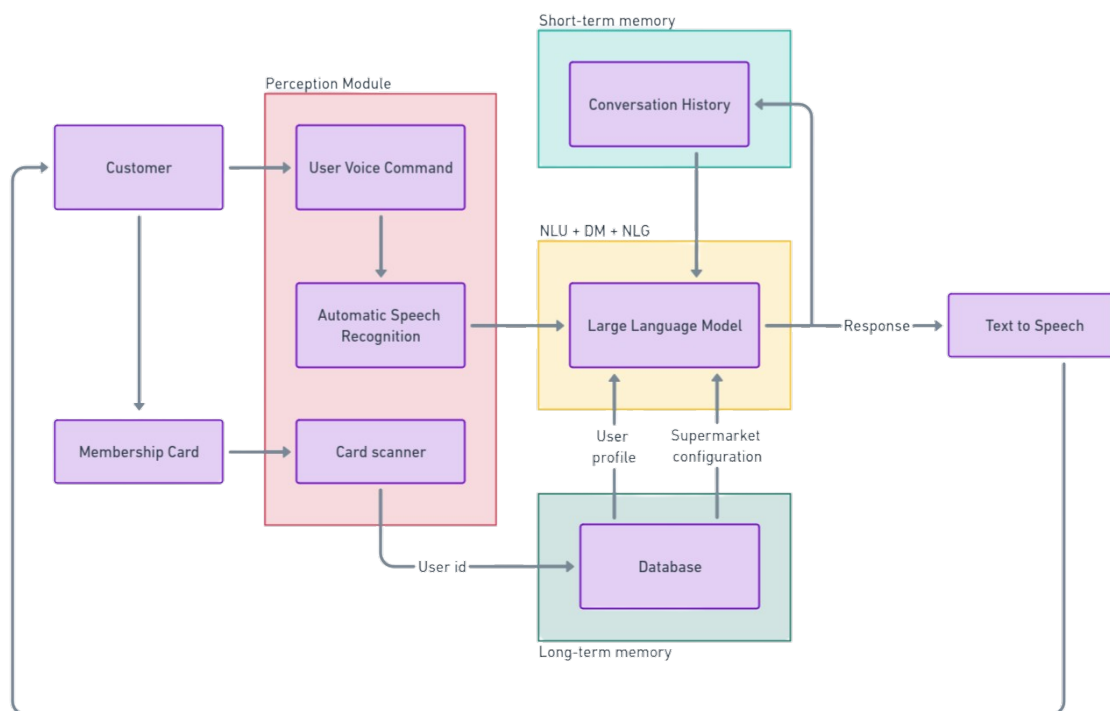 Short-term memory
Conversation History
Perception Module
Customer
User Voice Command
NLU + DM + NLG
Automatic Speech
Recognition
Large Language Model
Response
Text to Speech
Membership Card
Card scanner
User
profile
Supermarket
configuration
User id
Database
Long-term memory